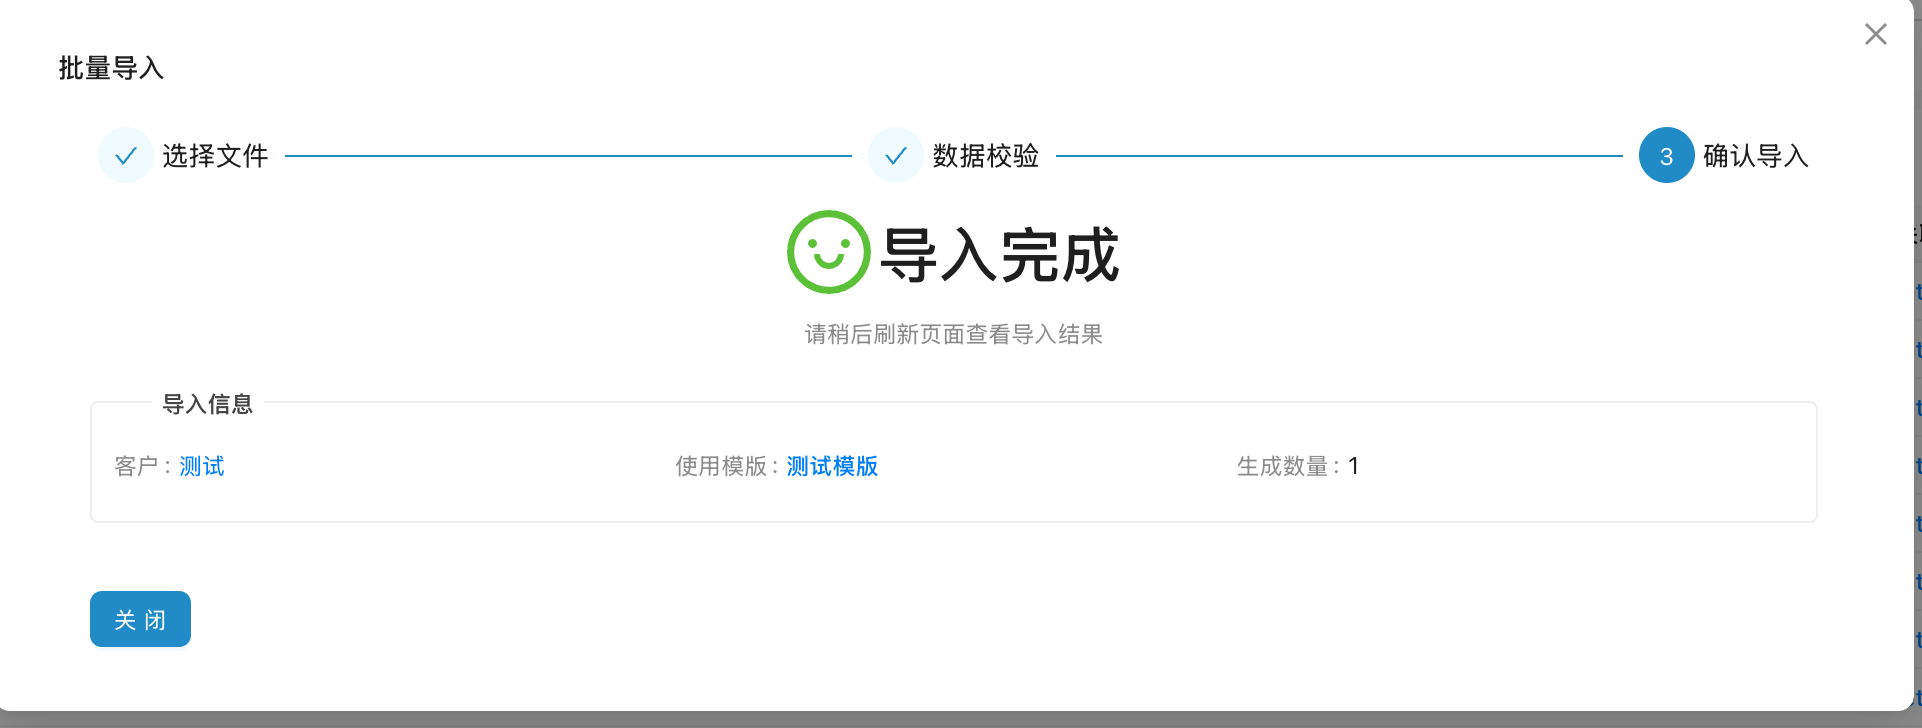 批量导入
选择文件
数据校验
3 确认导入
导入完成
请稍后刷新页面查看导入结果
导入信息
客户 : 测试
使用模版 : 测试模版
生成数量 : 1
关 闭